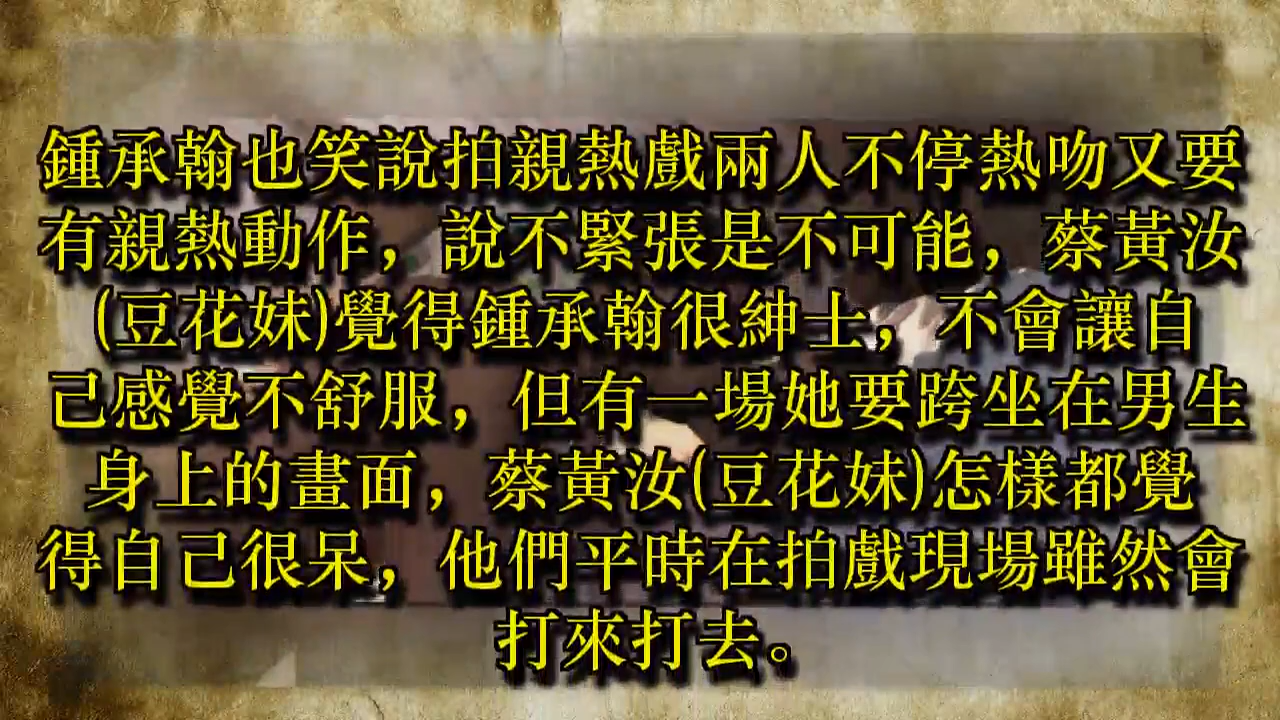 鍾承翰也笑說拍親熱戲兩人不停熱吻又要
有親熱動作，說不緊張是不可能，蔡黃汝
(豆花妹)覺得鍾承翰很紳士，不會讓自
己感覺不舒服，但有一場她要跨坐在男生
身上的畫面，蔡黃汝(豆花妹)怎樣都覺
得自己很呆，他們平時在拍戲現場雖然會
打來打去。